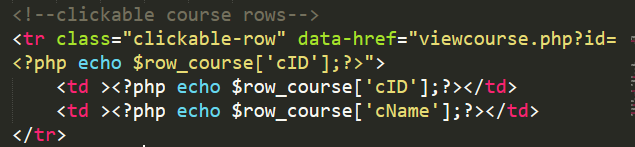 <!--clickable course rows-->
<tr class="clickable-row" data-href="viewcourse.php?id=
<?php echo $row_course['cID'];?>">
    <td ><?php echo $row_course['cID'];?></td>
    <td ><?php echo $row_course['cName'];?></td>
</tr>